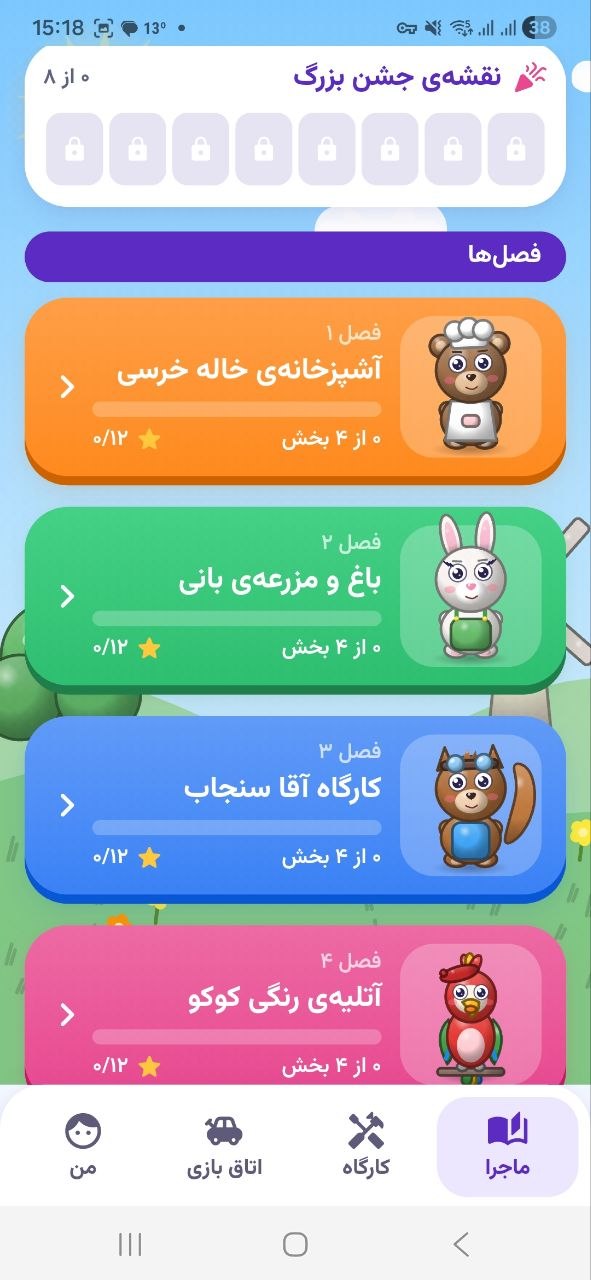 15:18 13° 38
نقشه‌ی جشن بزرگ
۰ از ۸
فصل‌ها
فصل ۱
آشپزخانه‌ی خاله خرسی
۰ از ۴ بخش
۰/۱۲
فصل ۲
باغ و مزرعه‌ی بانی
۰ از ۴ بخش
۰/۱۲
فصل ۳
کارگاه آقا سنجاب
۰ از ۴ بخش
۰/۱۲
فصل ۴
آتلیه‌ی رنگی کوکو
۰ از ۴ بخش
۰/۱۲
ماجرا
کارگاه
اتاق بازی
من